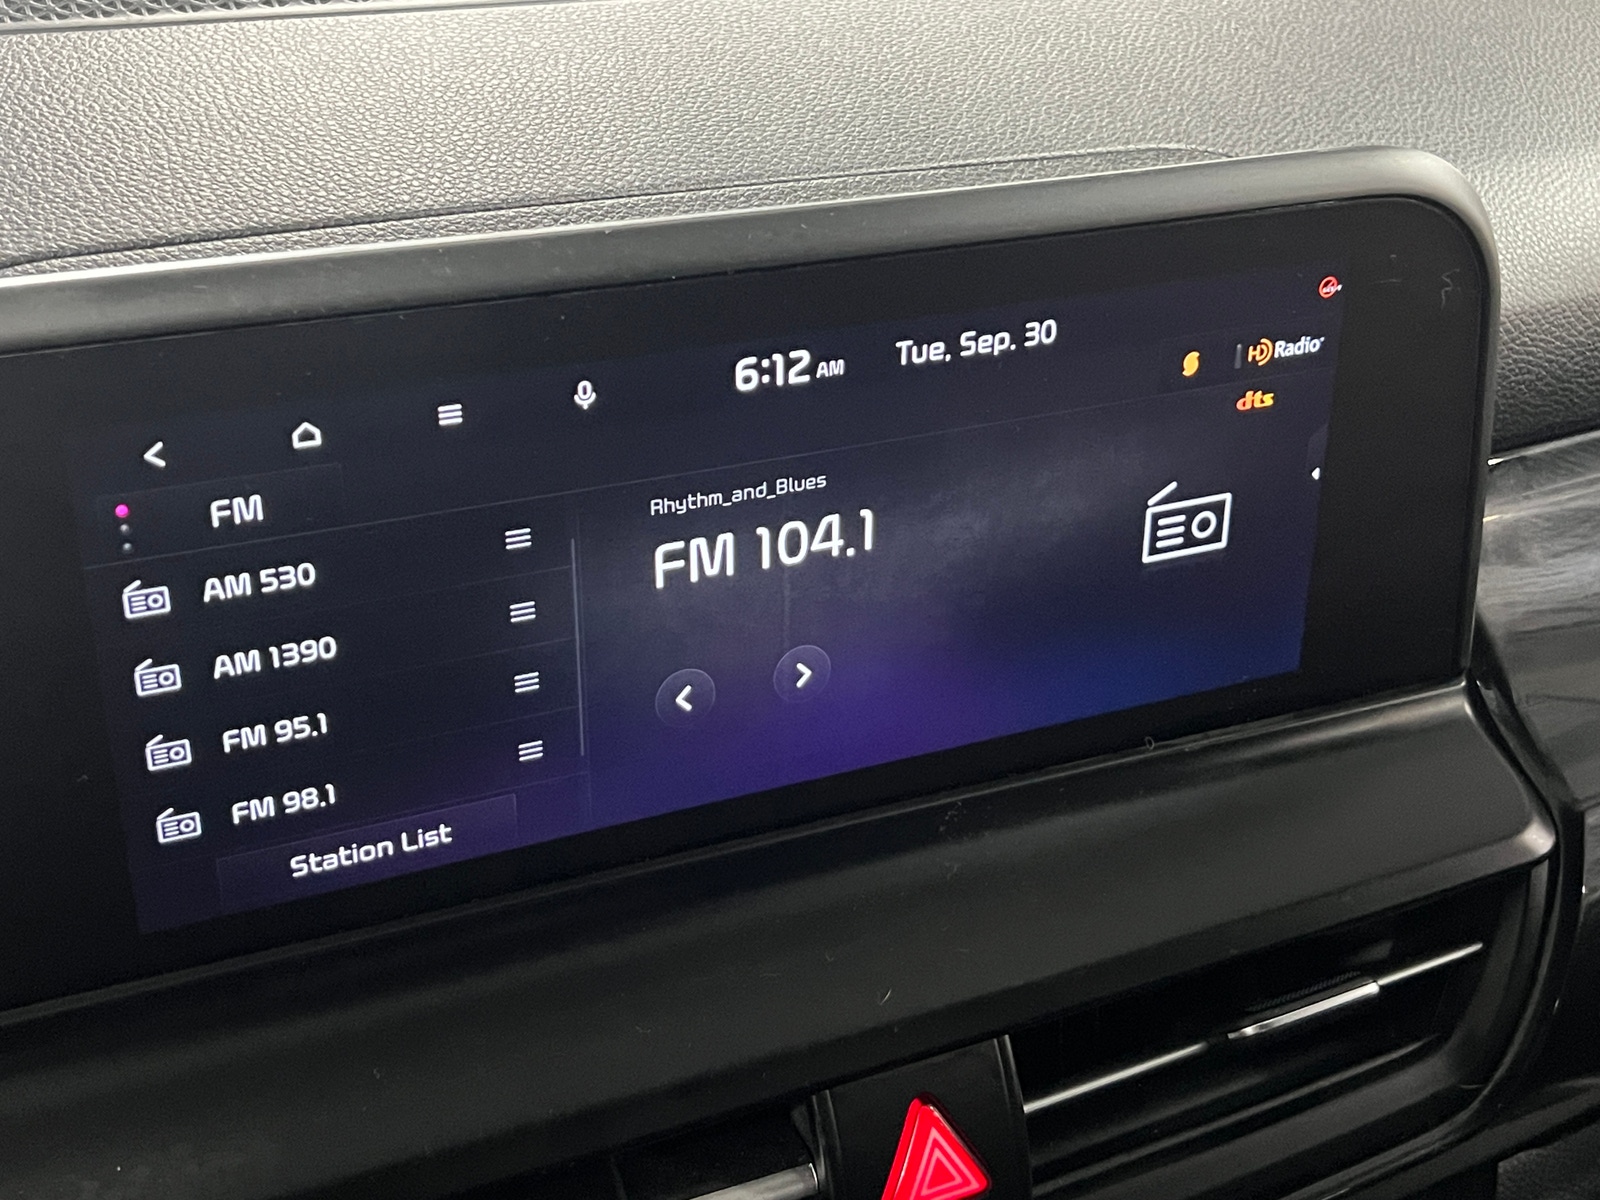 6:12 AM
Tue, Sep. 30
HD Radio
dts
FM
AM 530
AM 1390
FM 95.1
FM 98.1
Station List
Rhythm_and_Blues
FM 104.1